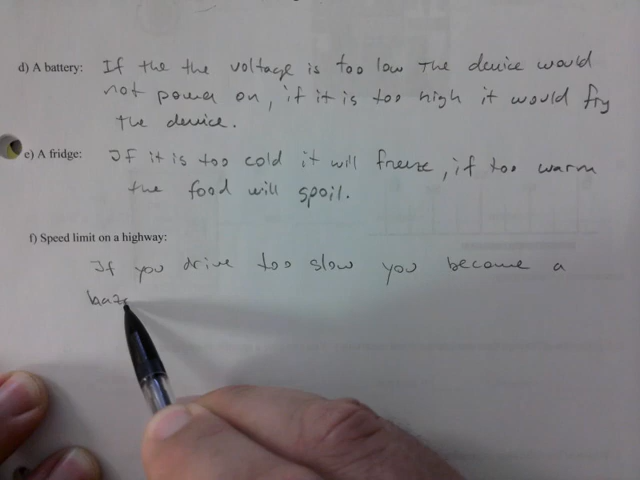 d) A battery: If the the voltage is too low The device would
not power on, if it is too high it would fry
the device.
e) A fridge: If it is too cold it will freeze, if too warm
the food will spoil.
f) Speed limit on a highway:
If you drive too slow you become a
haz